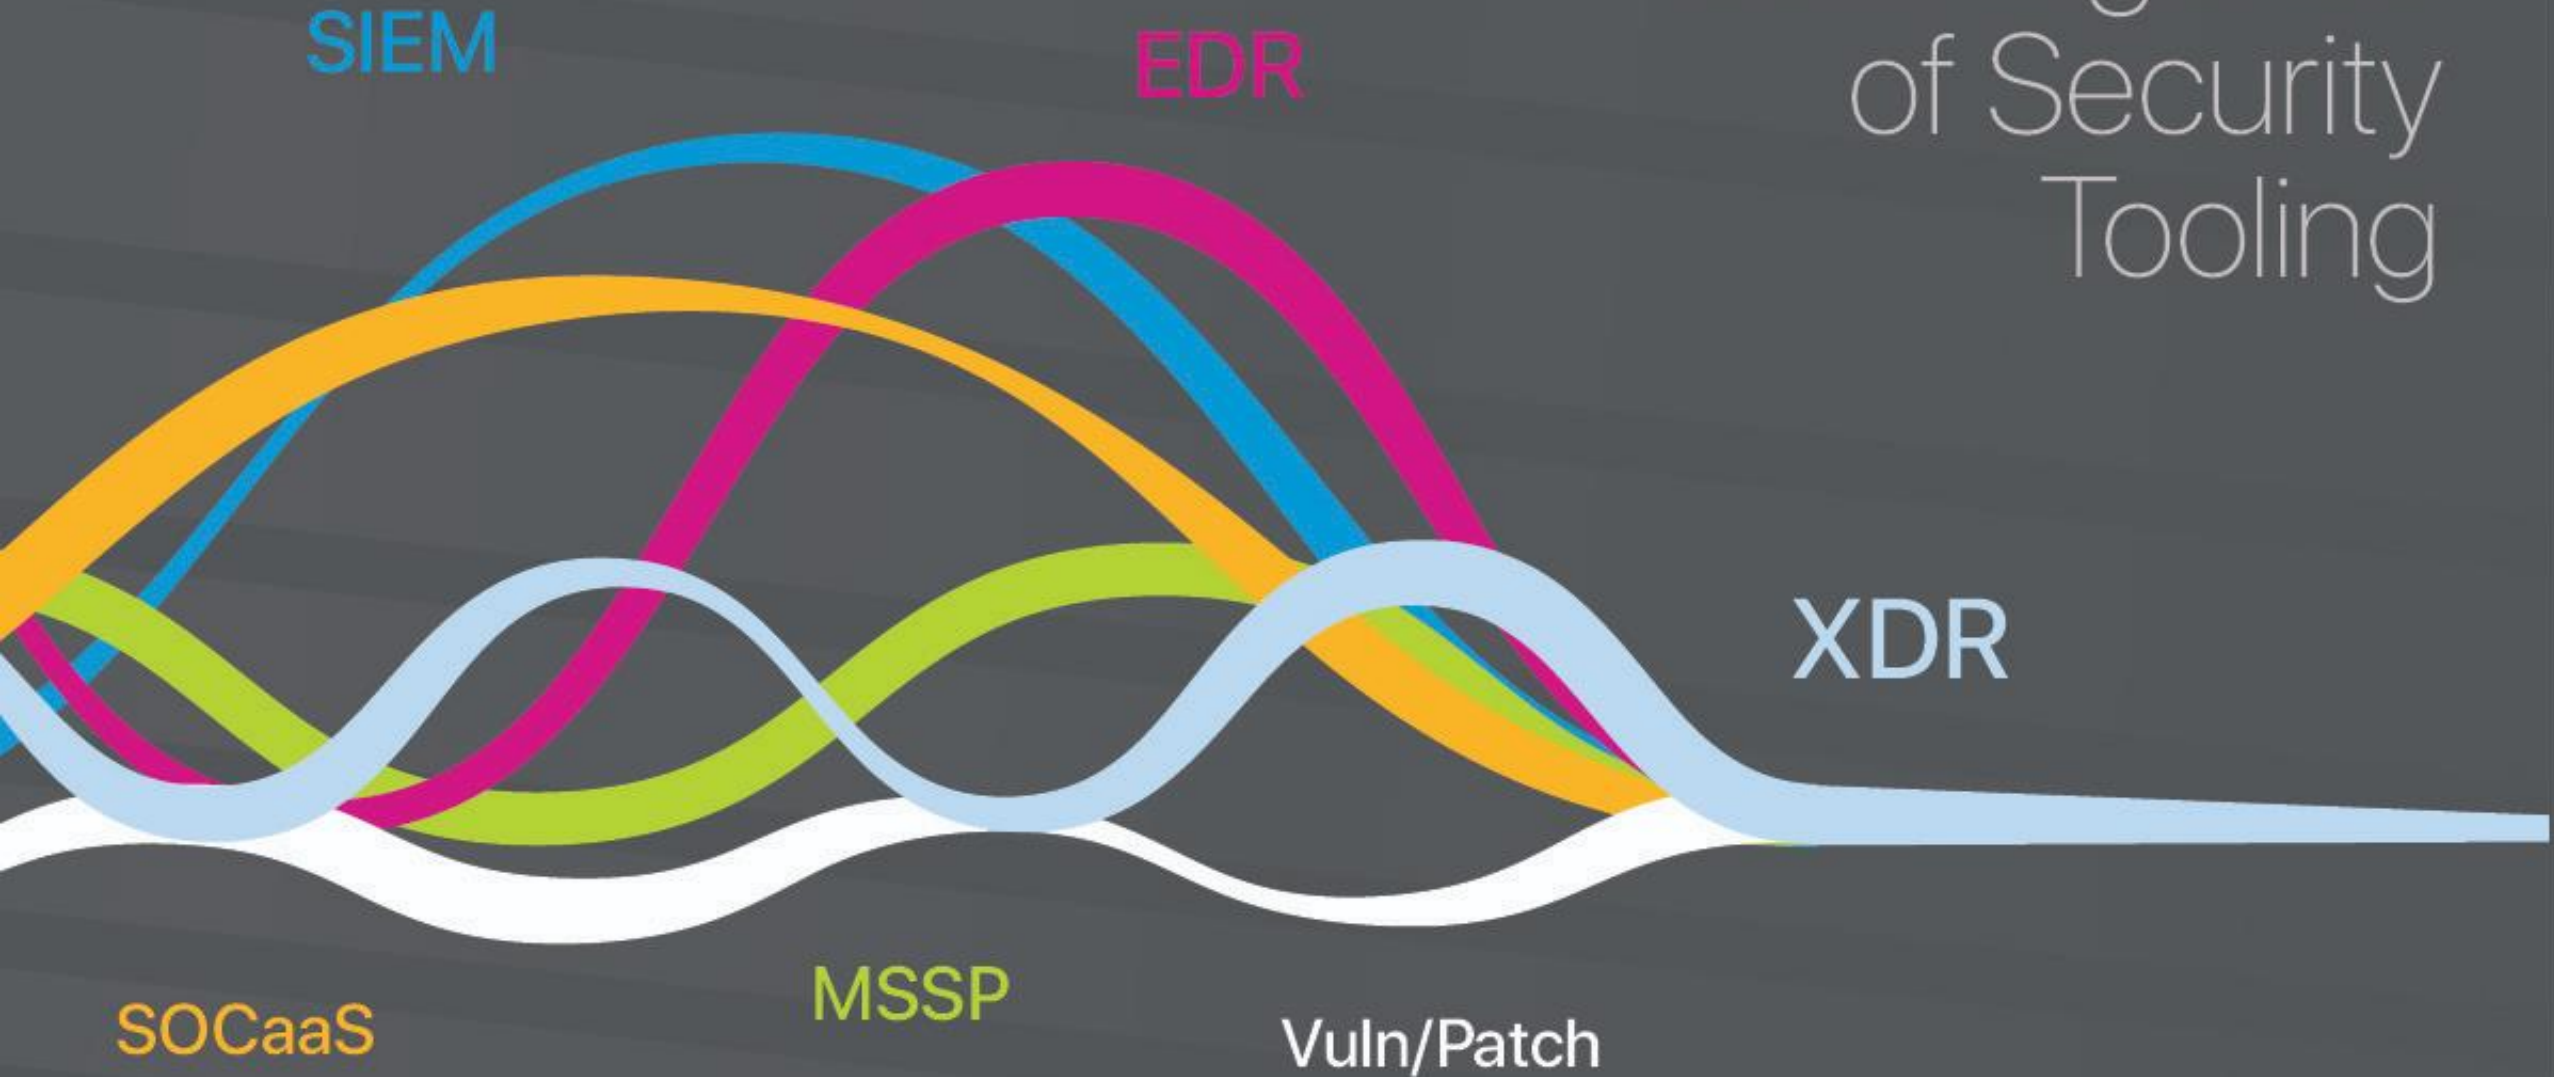 SIEM
EDR
of Security
Tooling
XDR
MSSP
SOCaaS
Vuln/Patch